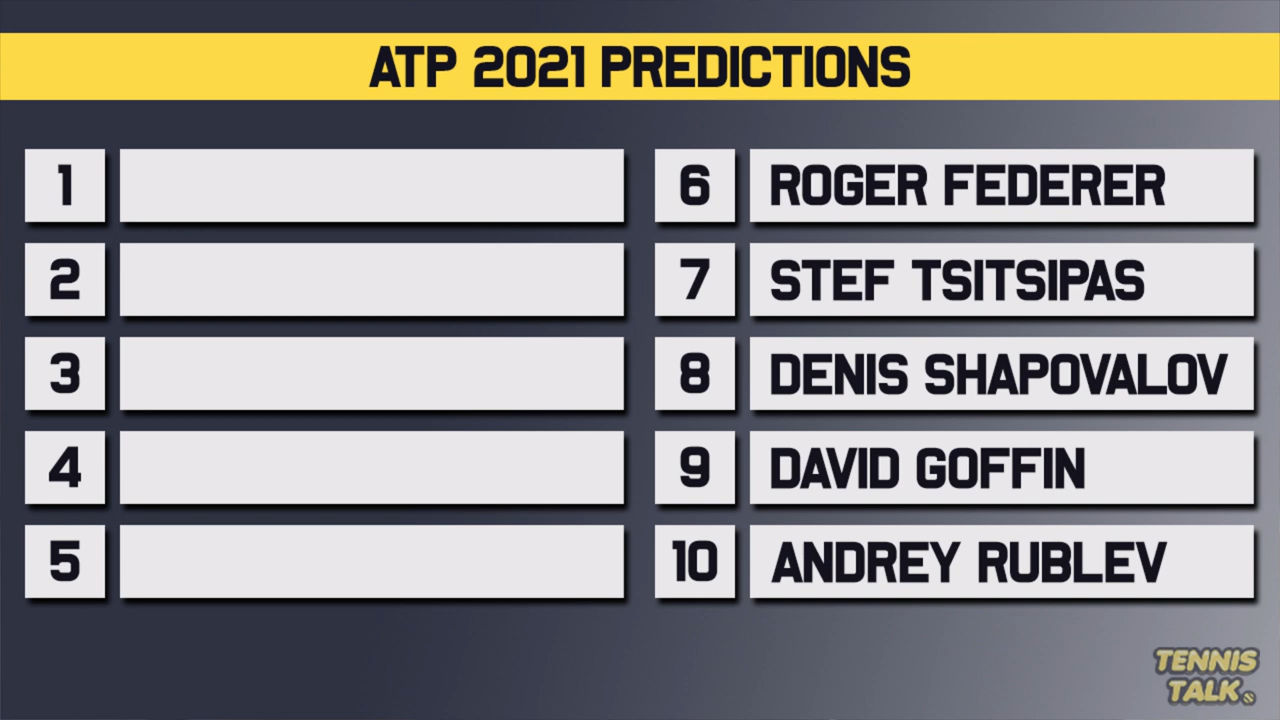 ATP 2021 PREDICTIONS
1
2
3
4
5
6 ROGER FEDERER
7 STEF TSITSIPAS
8 DENIS SHAPOVALOV
9 DAVID GOFFIN
10 ANDREY RUBLEV
TENNIS
TALK